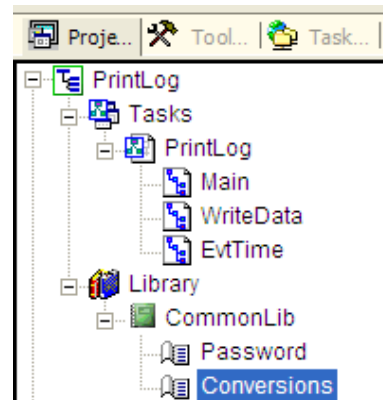 Proje... Tool... Task...
PrintLog
Tasks
PrintLog
Main
WriteData
EvtTime
Library
CommonLib
Password
Conversions